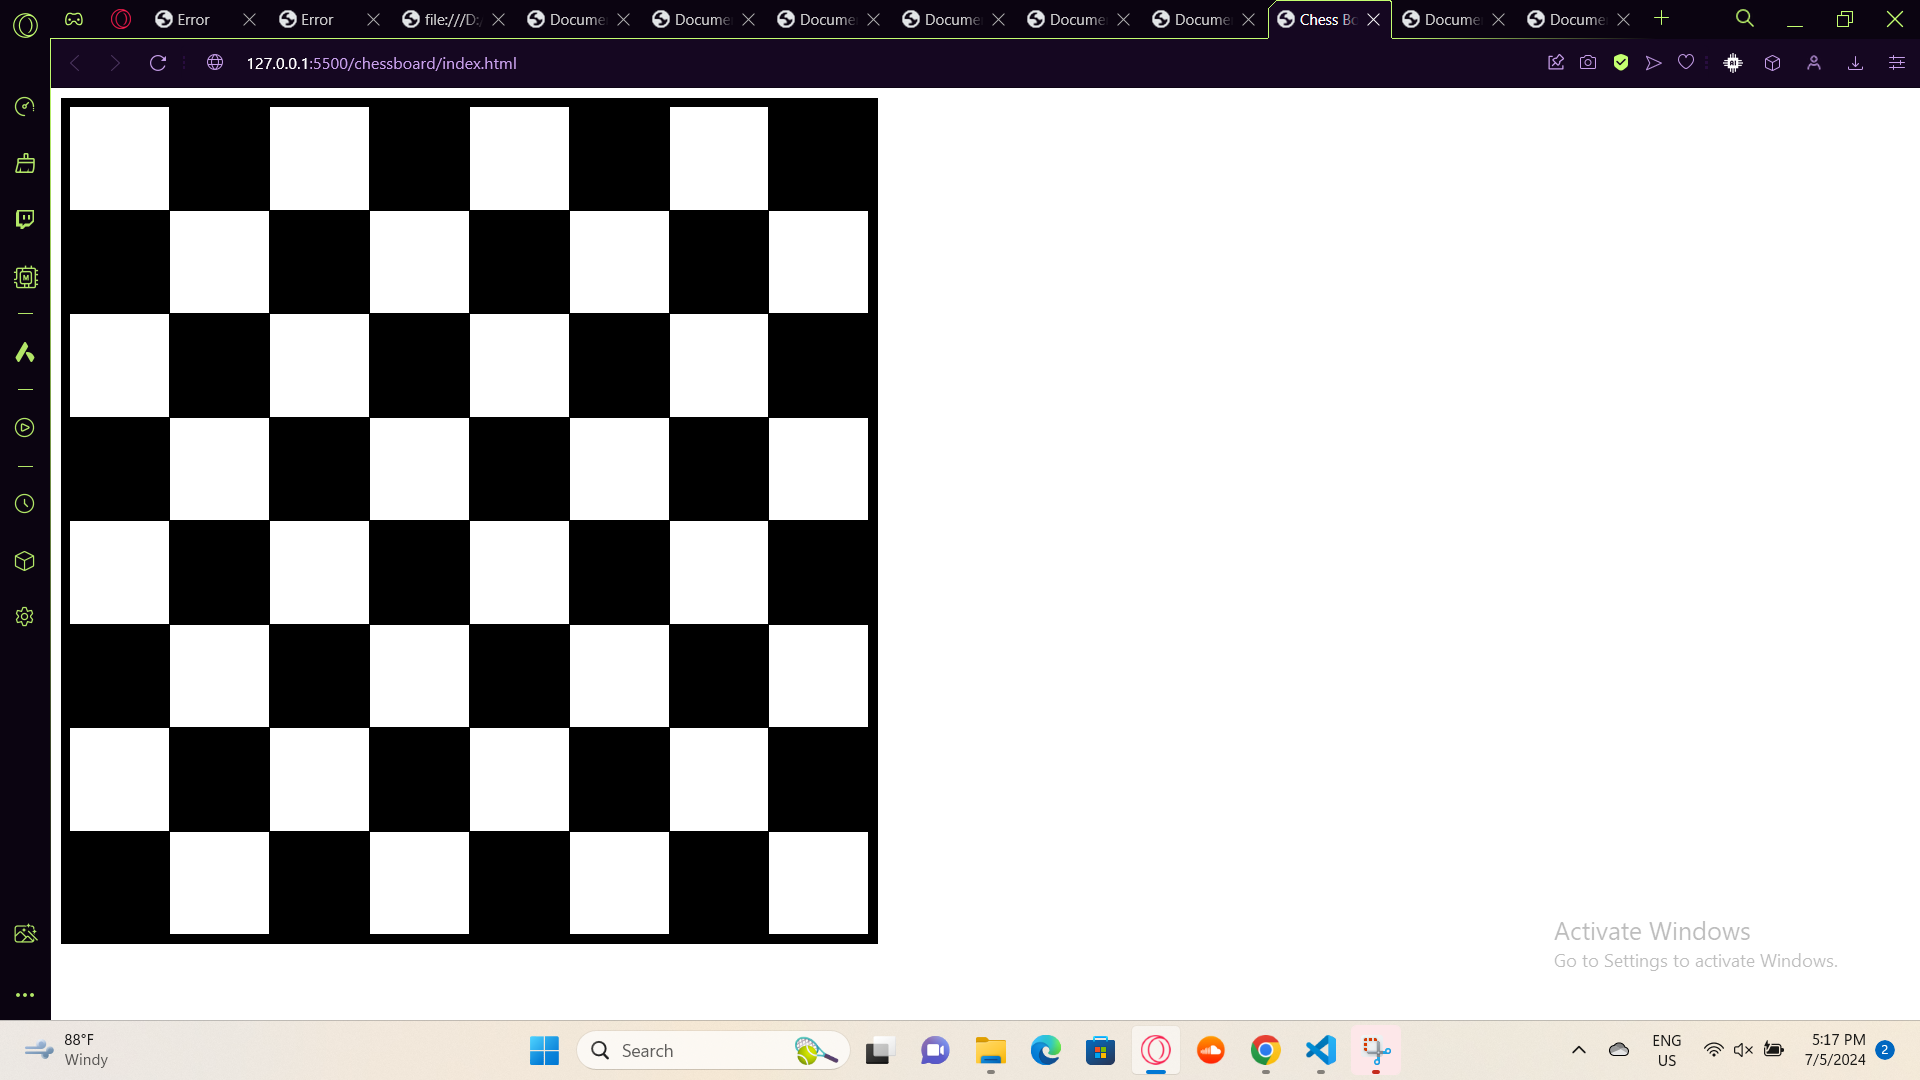 Error
Error
file:///D:/
Docume
Docume
Docume
Docume
Docume
Docume
Chess Bo
Docume
Docume
127.0.0.1:5500/chessboard/index.html
Activate Windows
Go to Settings to activate Windows.
88°F
Windy
Search
ENG
US
5:17 PM
7/5/2024
2